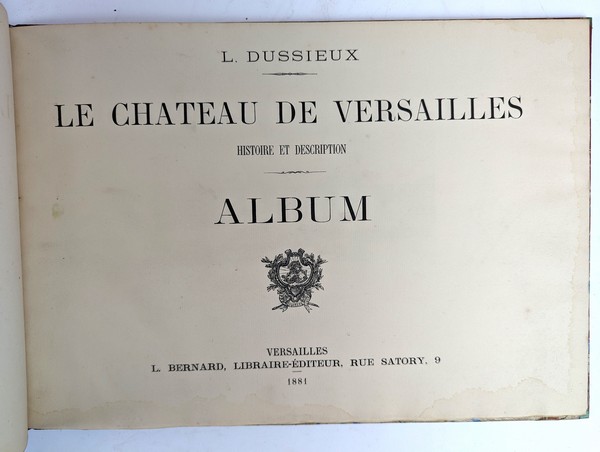 L. DUSSIEUX
LE CHATEAU DE VERSAILLES
HISTOIRE ET DESCRIPTION
ALBUM
VERSAILLES
L. BERNARD, LIBRAIRE-ÉDITEUR, RUE SATORY, 9
1881